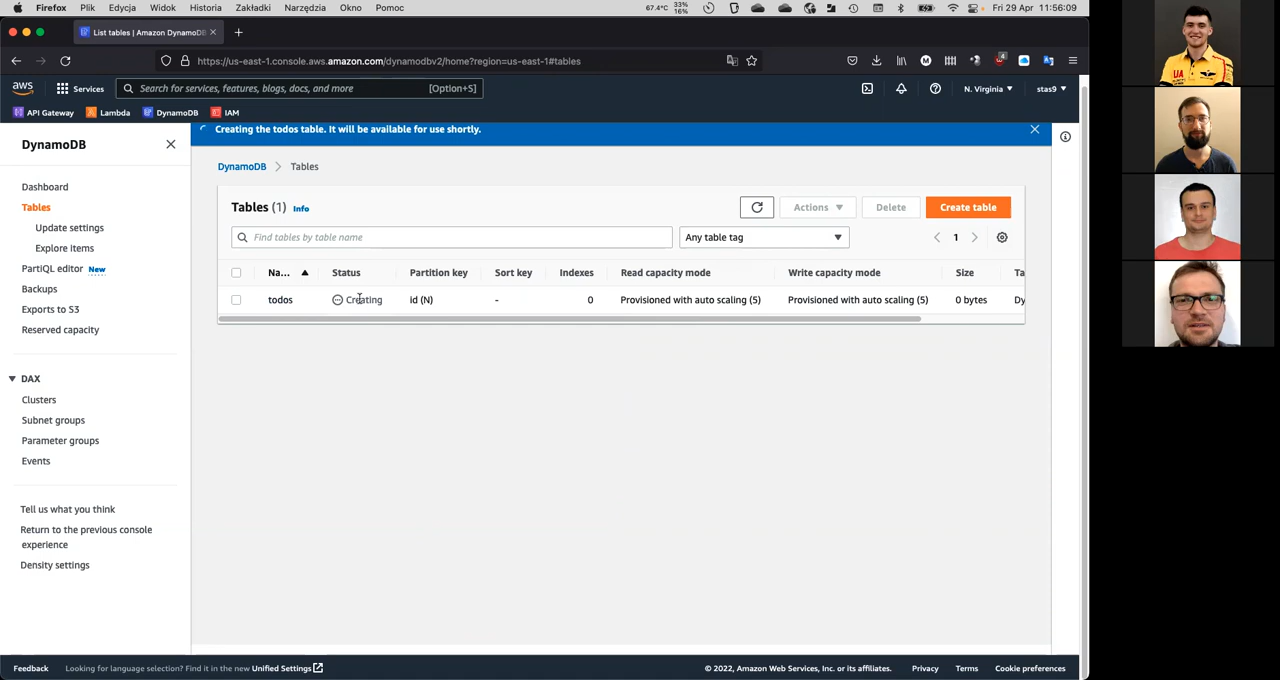 Firefox Plik Edycja Widok Historia Zakładki Narzędzia Okno Pomoc 67.4°C 33% 16% Fri 29 Apr 11:56:09
List tables | Amazon DynamoDB
https://us-east-1.console.aws.amazon.com/dynamodbv2/home?region=us-east-1#tables
aws Services Search for services, features, blogs, docs, and more [Option+S] N. Virginia stas9
API Gateway Lambda DynamoDB IAM
Creating the todos table. It will be available for use shortly.
DynamoDB
Dashboard
Tables
Update settings
Explore items
PartiQL editor New
Backups
Exports to S3
Reserved capacity
DAX
Clusters
Subnet groups
Parameter groups
Events
Tell us what you think
Return to the previous console
experience
Density settings
DynamoDB > Tables
Tables (1) Info Actions Delete Create table
Find tables by table name Any table tag 1
Na... Status Partition key Sort key Indexes Read capacity mode Write capacity mode Size Ta
todos Creating id (N) - 0 Provisioned with auto scaling (5) Provisioned with auto scaling (5) 0 bytes Dy
UA
Feedback Looking for language selection? Find it in the new Unified Settings © 2022, Amazon Web Services, Inc. or its affiliates. Privacy Terms Cookie preferences